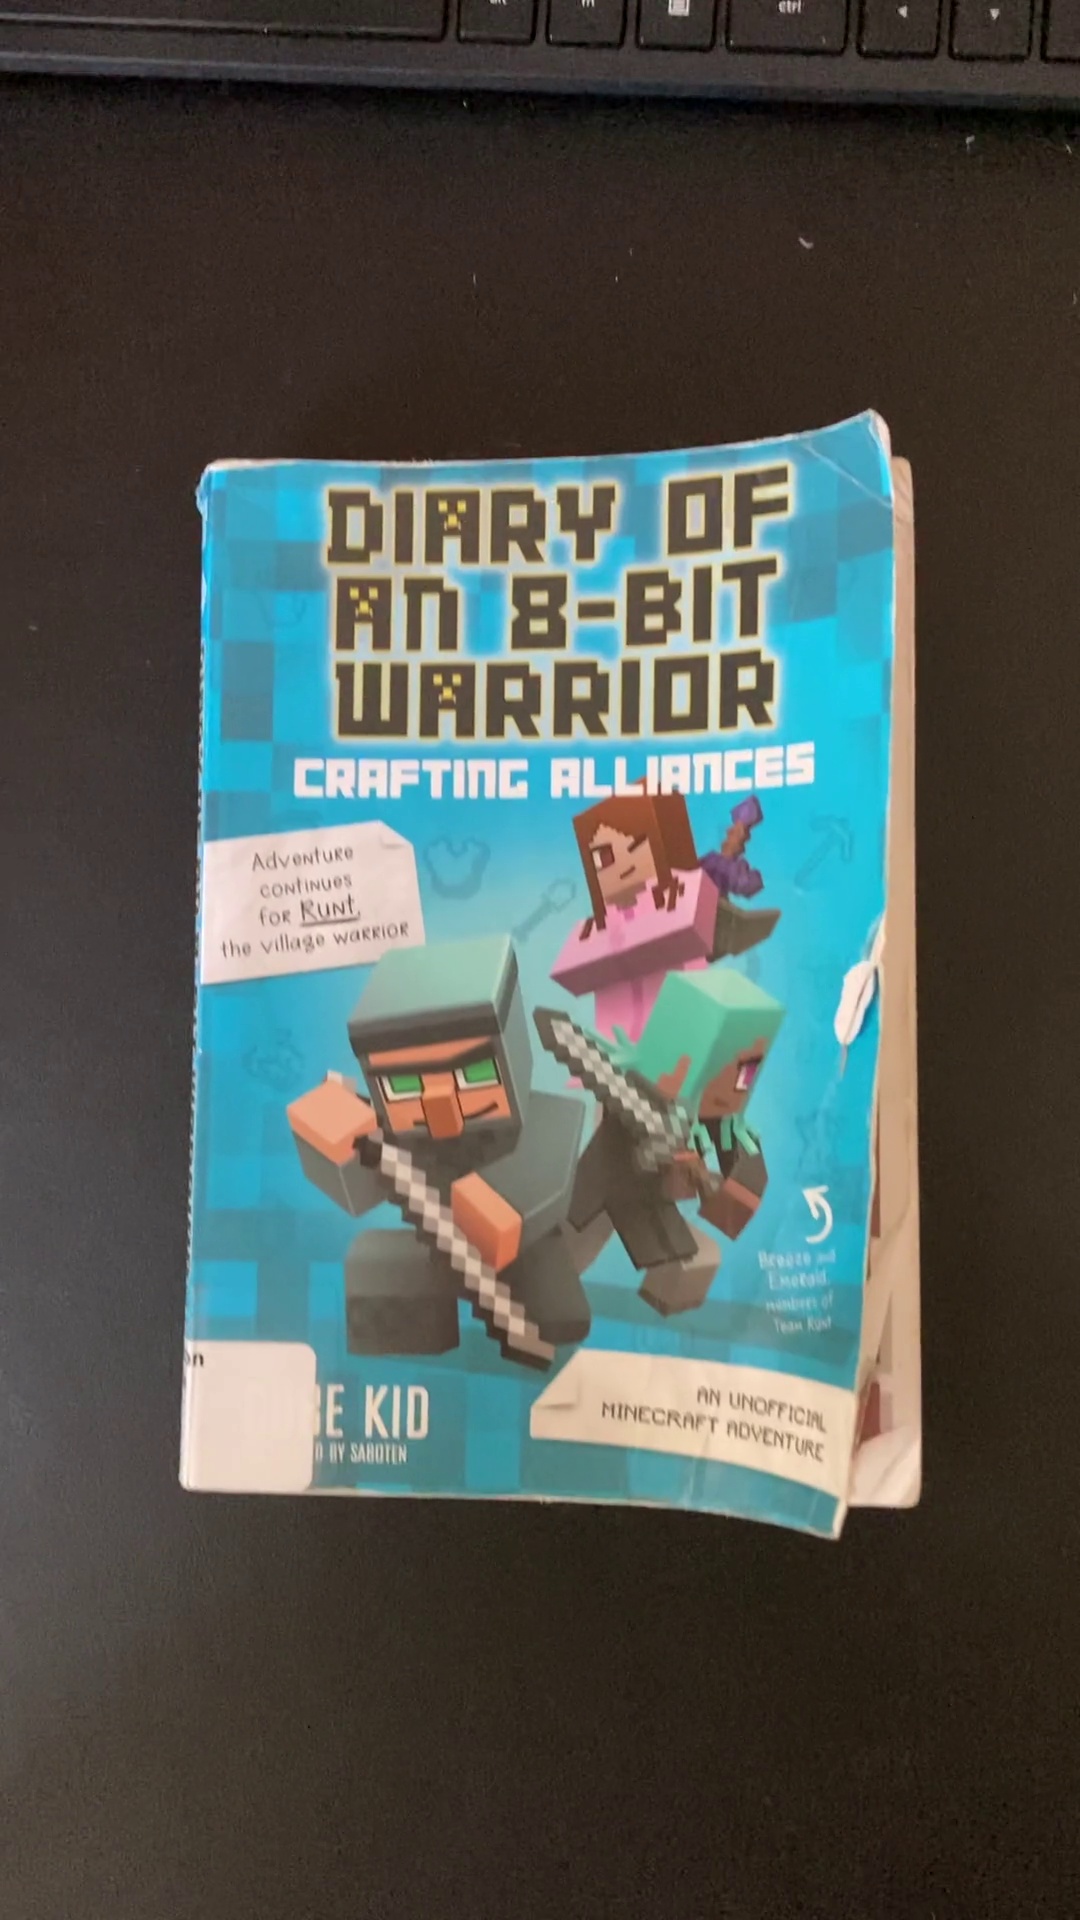 ctrl
DIARY OF
AN 8-BIT
WARRIOR
CRAFTING ALLIANCES
Adventure
continues
for Runt,
the village warrior
Breeze and
Emerald,
members of
Team Runt
KID
BY SABOTEN
AN UNOFFICIAL
MINECRAFT ADVENTURE